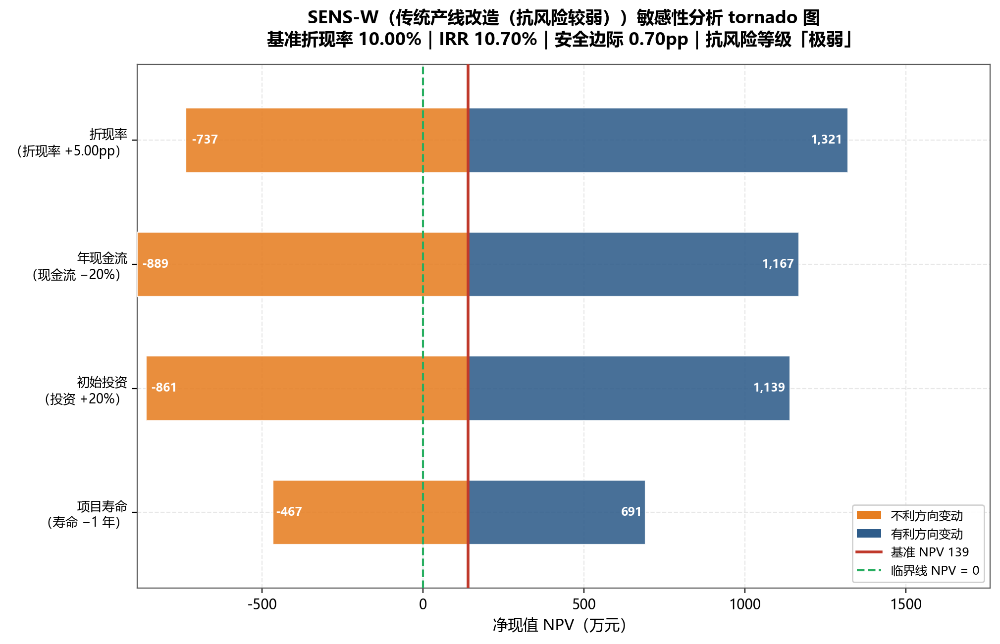 SENS-W（传统产线改造（抗风险较弱））敏感性分析 tornado 图
基准折现率 10.00%｜IRR 10.70%｜安全边际 0.70pp｜抗风险等级「极弱」
折现率
（折现率 +5.00pp）
-737
1,321
年现金流
（现金流 −20%）
-889
1,167
初始投资
（投资 +20%）
-861
1,139
项目寿命
（寿命 −1 年）
-467
691
不利方向变动
有利方向变动
基准 NPV 139
临界线 NPV = 0
-500
0
500
1000
1500
净现值 NPV（万元）